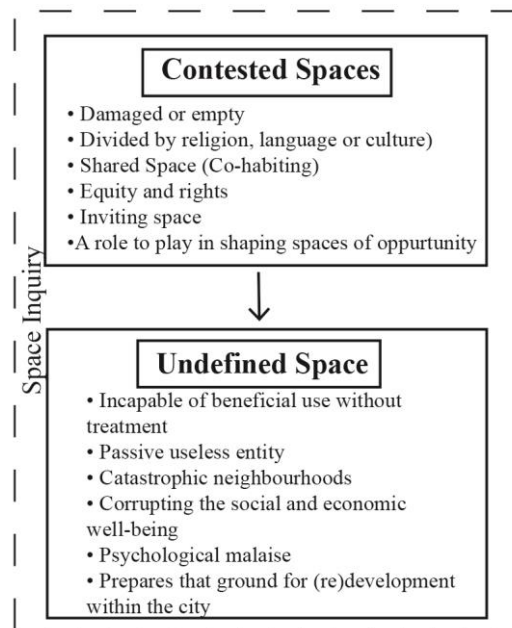 Contested Spaces
• Damaged or empty
• Divided by religion, language or culture)
• Shared Space (Co-habiting)
• Equity and rights
• Inviting space
•A role to play in shaping spaces of oppurtunity
Space Inquiry
Undefined Space
• Incapable of beneficial use without
treatment
• Passive useless entity
• Catastrophic neighbourhoods
• Corrupting the social and economic
well-being
• Psychological malaise
• Prepares that ground for (re)development
within the city